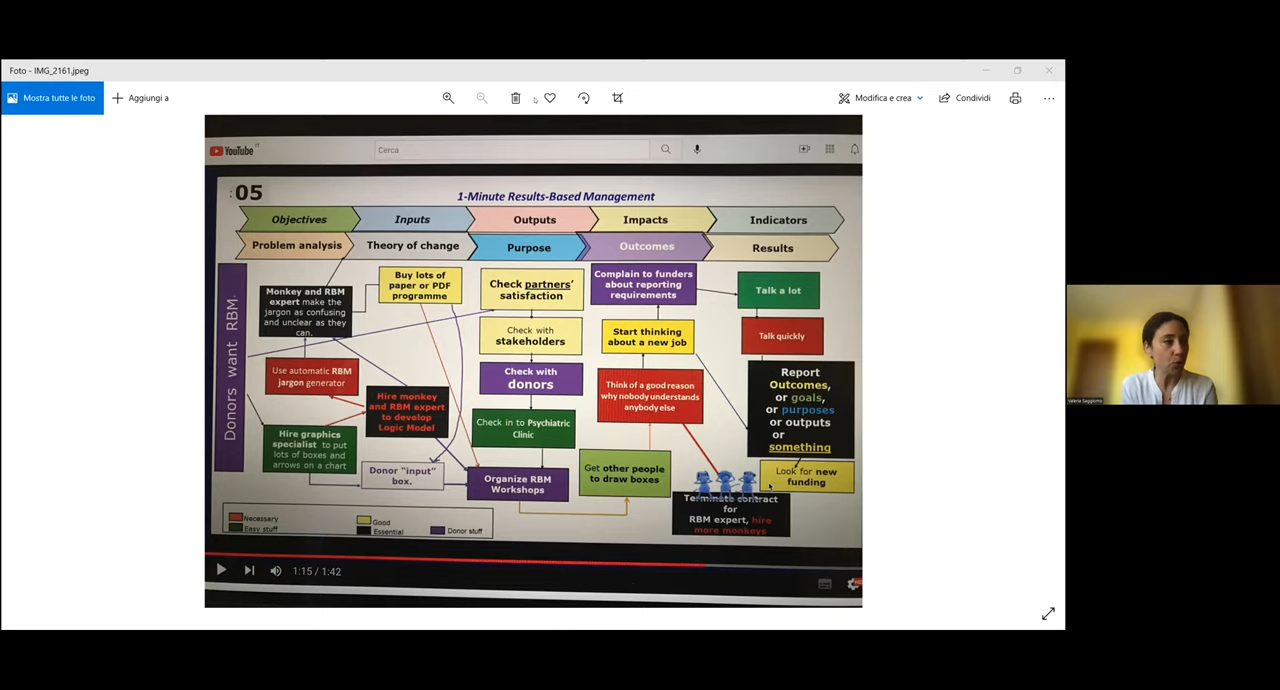 Foto - IMG_2161.jpeg
Mostra tutte le foto
Aggiungi a
Modifica e crea
Condividi
YouTube IT
Cerca
:05
1-Minute Results-Based Management
Objectives
Inputs
Outputs
Impacts
Indicators
Problem analysis
Theory of change
Purpose
Outcomes
Results
Donors want RBM.
Monkey and RBM
expert make the
jargon as confusing
and unclear as they
can.
Use automatic RBM
jargon generator
Hire graphics
specialist to put
lots of boxes and
arrows on a chart
Buy lots of
paper or PDF
programme
Hire monkey
and RBM expert
to develop
Logic Model
Donor "input"
box.
Check partners'
satisfaction
Check with
stakeholders
Check with
donors
Check in to Psychiatric
Clinic
Organize RBM
Workshops
Complain to funders
about reporting
requirements
Start thinking
about a new job
Think of a good reason
why nobody understands
anybody else
Get other people
to draw boxes
Talk a lot
Talk quickly
Report
Outcomes,
or goals,
or purposes
or outputs
or
something
Look for new
funding
Terminate contract
for
RBM expert, hire
more monkeys
Necessary
Easy stuff
Good
Essential
Donor stuff
1:15 / 1:42
Valeria Saggiomo